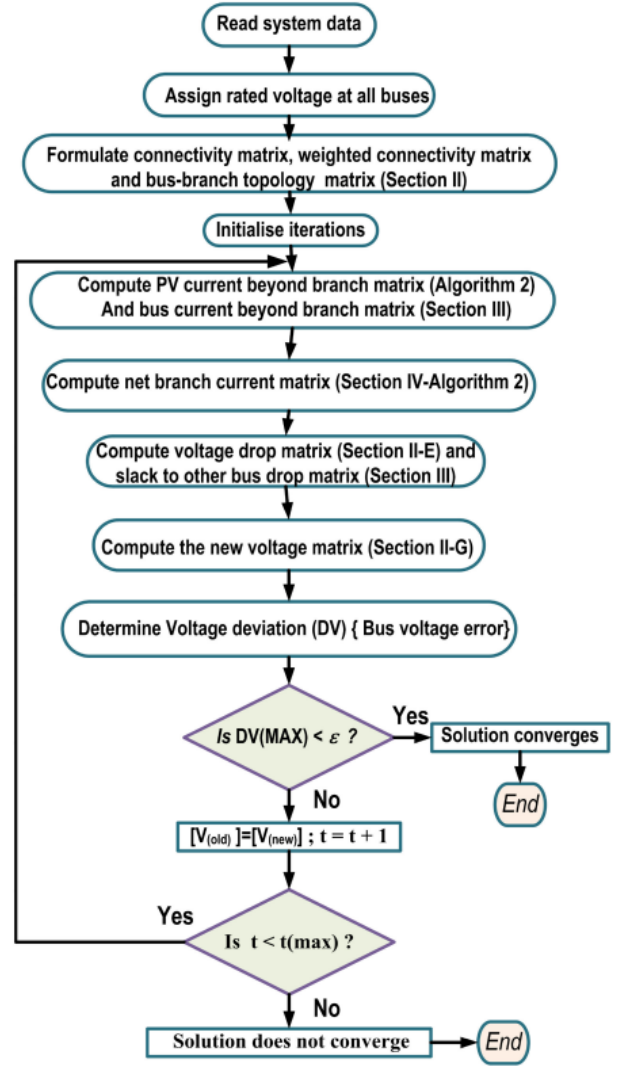 Read system data
Assign rated voltage at all buses
Formulate connectivity matrix, weighted connectivity matrix
and bus-branch topology matrix (Section II)
Initialise iterations
Compute PV current beyond branch matrix (Algorithm 2)
And bus current beyond branch matrix (Section III)
Compute net branch current matrix (Section IV-Algorithm 2)
Compute voltage drop matrix (Section II-E) and
slack to other bus drop matrix (Section III)
Compute the new voltage matrix (Section II-G)
Determine Voltage deviation (DV) { Bus voltage error}
Is DV(MAX) < ε ?
Yes
Solution converges
End
No
[V(old) ]=[V(new)] ; t = t + 1
Yes
Is t < t(max) ?
No
Solution does not converge
End